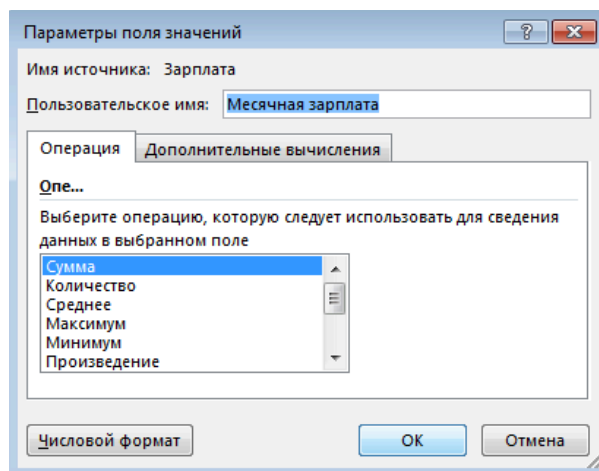 Параметры поля значений
Имя источника: Зарплата
Пользовательское имя: Месячная зарплата
Операция Дополнительные вычисления
Опе...
Выберите операцию, которую следует использовать для сведения
данных в выбранном поле
Сумма
Количество
Среднее
Максимум
Минимум
Произведение
Числовой формат ОК Отмена